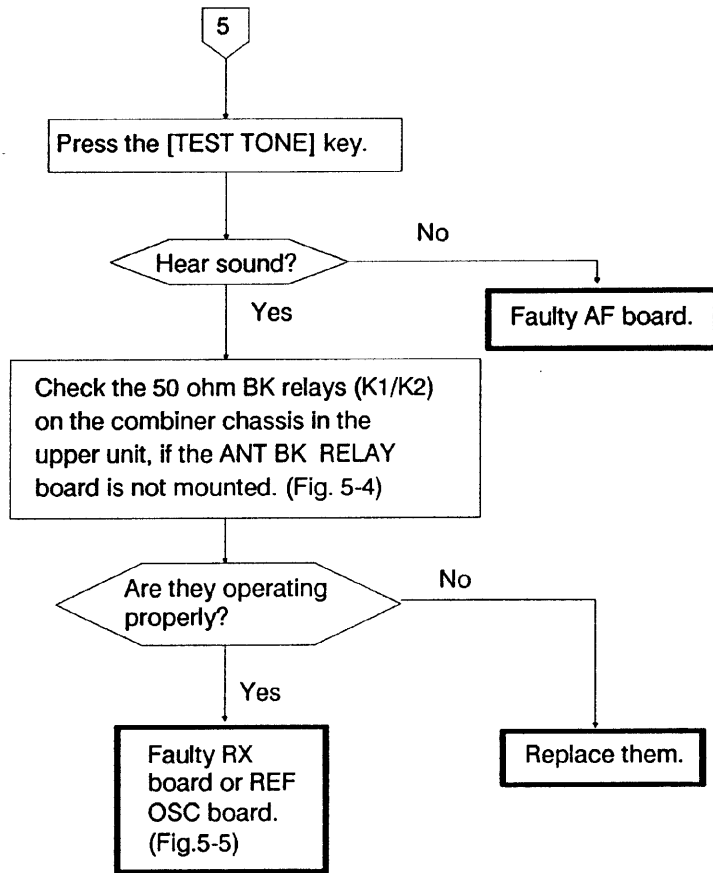 5
Press the [TEST TONE] key.
Hear sound?
No
Faulty AF board.
Yes
Check the 50 ohm BK relays (K1/K2)
on the combiner chassis in the
upper unit, if the ANT BK RELAY
board is not mounted. (Fig. 5-4)
Are they operating
properly?
No
Replace them.
Yes
Faulty RX
board or REF
OSC board.
(Fig.5-5)